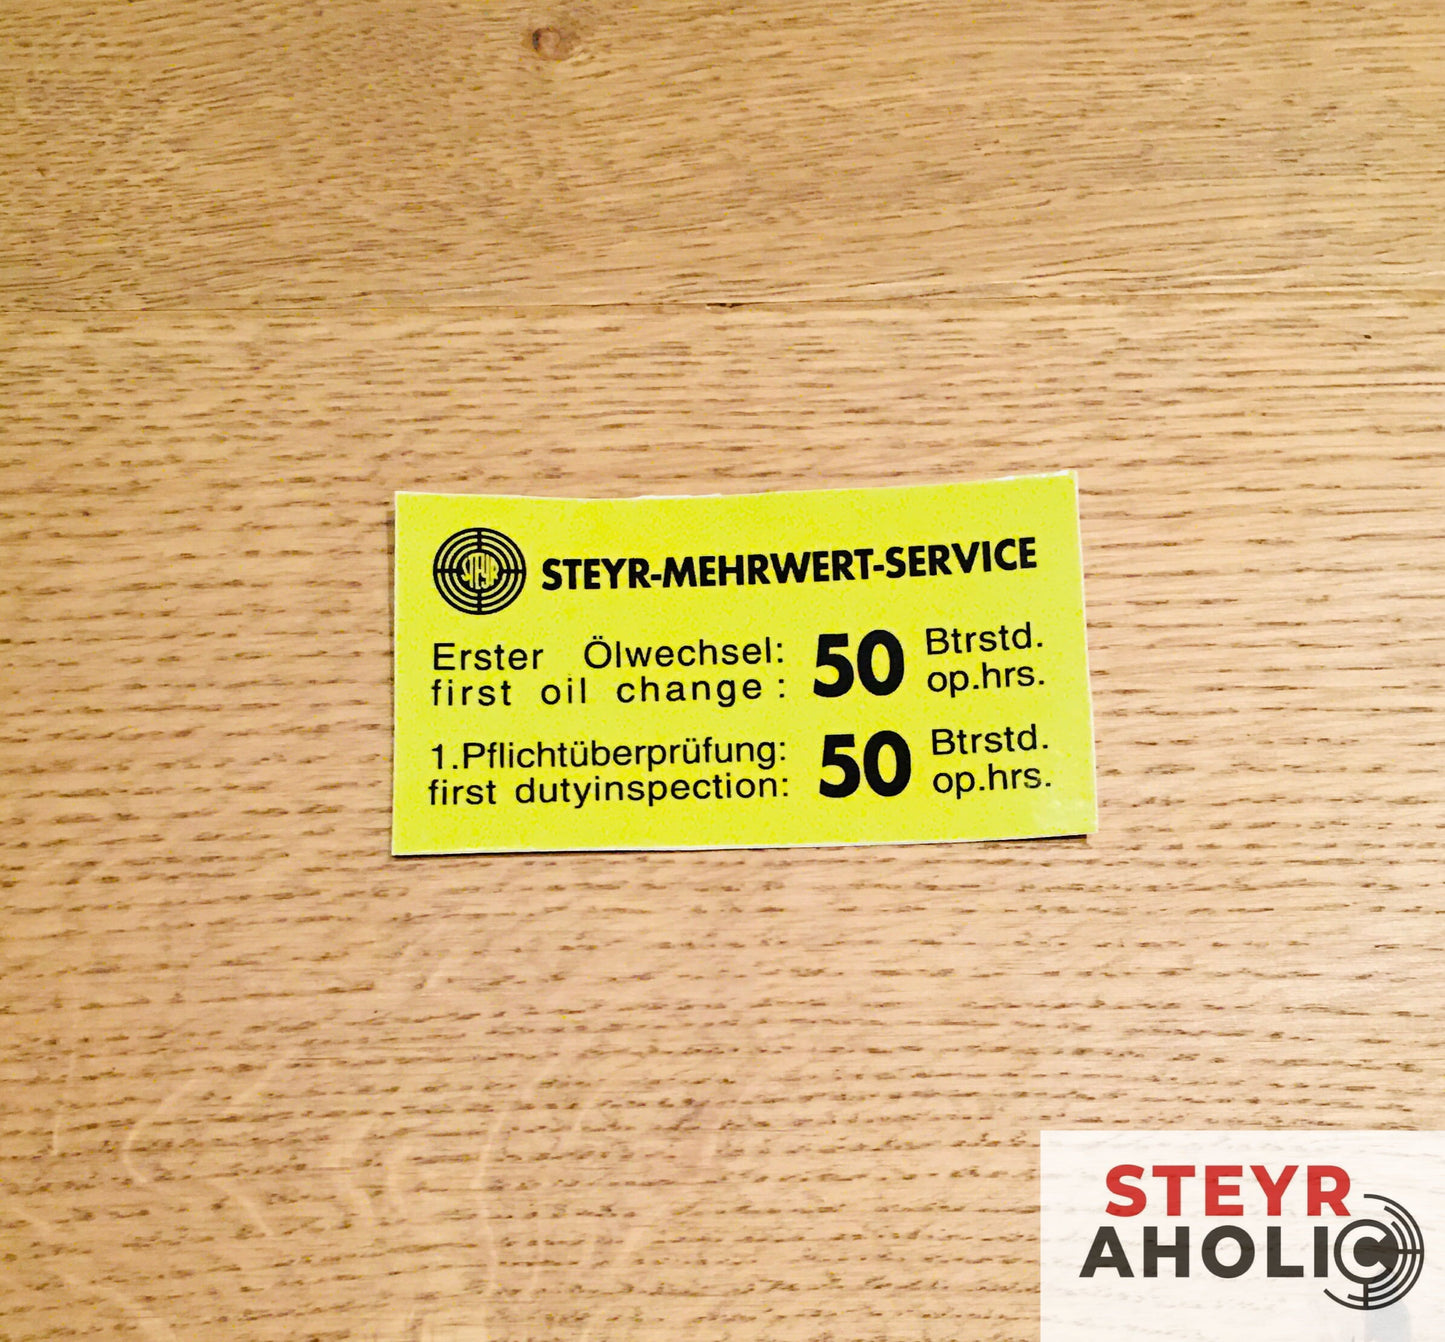 STEYR
STEYR-MEHRWERT-SERVICE
Erster Ölwechsel: 50 Btrstd.
first oil change : op.hrs.
1.Pflichtüberprüfung: 50 Btrstd.
first dutyinspection: op.hrs.
STEYR
AHOLIC